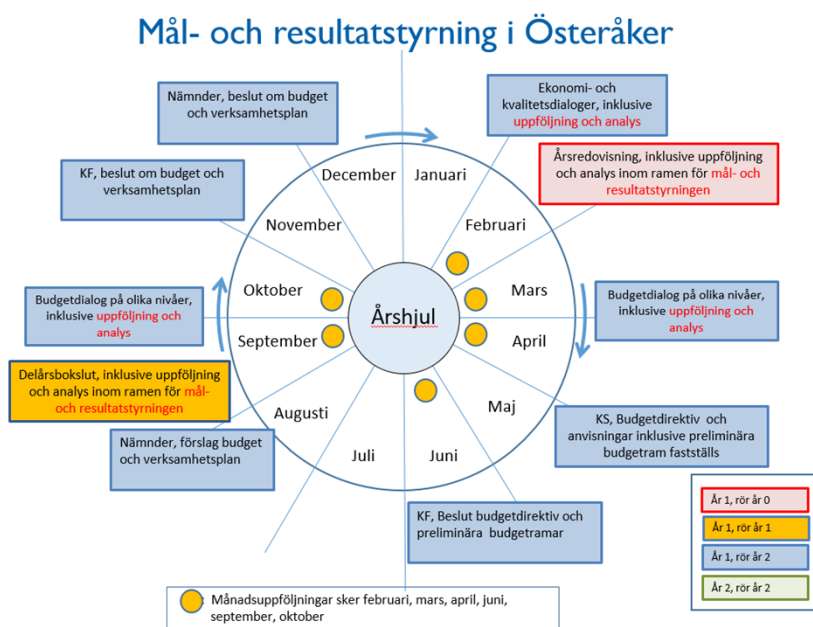 Mål- och resultatstyrning i Österåker
Nämnder, beslut om budget
och verksamhetsplan
Ekonomi- och
kvalitetsdialoger, inklusive
uppföljning och analys
KF, beslut om budget och
verksamhetsplan
Årsredovisning, inklusive uppföljning
och analys inom ramen för mål- och
resultatstyrningen
December
Januari
November
Februari
Oktober
Mars
Årshjul
September
April
Augusti
Maj
Juli
Juni
Budgetdialog på olika nivåer,
inklusive uppföljning och
analys
Budgetdialog på olika nivåer,
inklusive uppföljning och
analys
Delårsbokslut, inklusive uppföljning
och analys inom ramen för mål-
och resultatstyrningen
Nämnder, förslag budget
och verksamhetsplan
KS, Budgetdirektiv och
anvisningar inklusive preliminära
budgetram fastställs
KF, Beslut budgetdirektiv och
preliminära budgetramar
År 1, rör år 0
År 1, rör år 1
År 1, rör år 2
År 2, rör år 2
: Månadsuppföljningar sker februari, mars, april, juni,
september, oktober